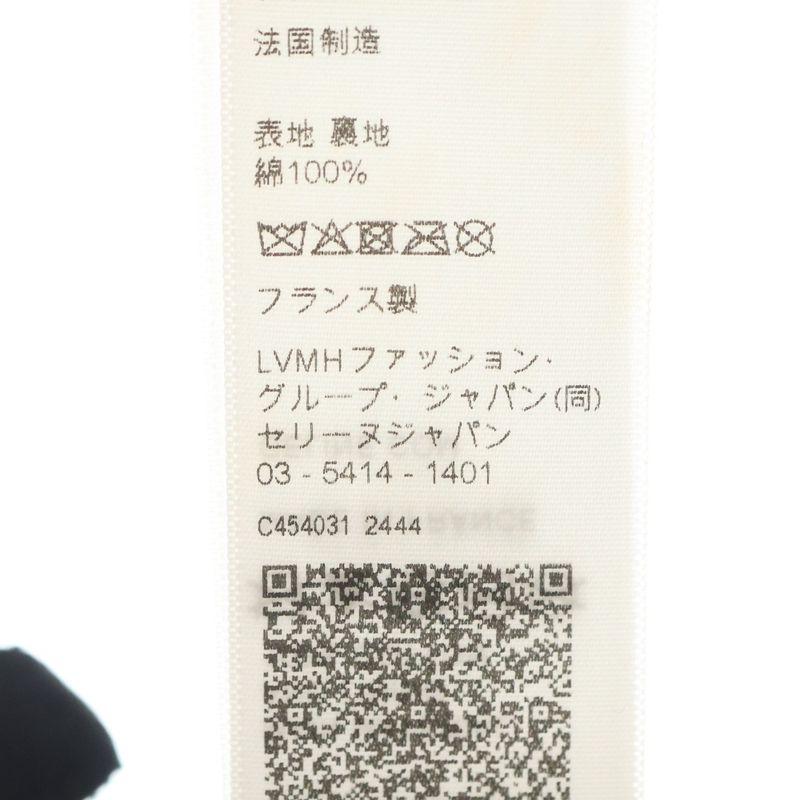 法国制造
表地 裏地
綿100%
フランス製
LVMHファッション・
グループ・ジャパン(同)
セリーヌジャパン
03 - 5414 - 1401
C454031 2444